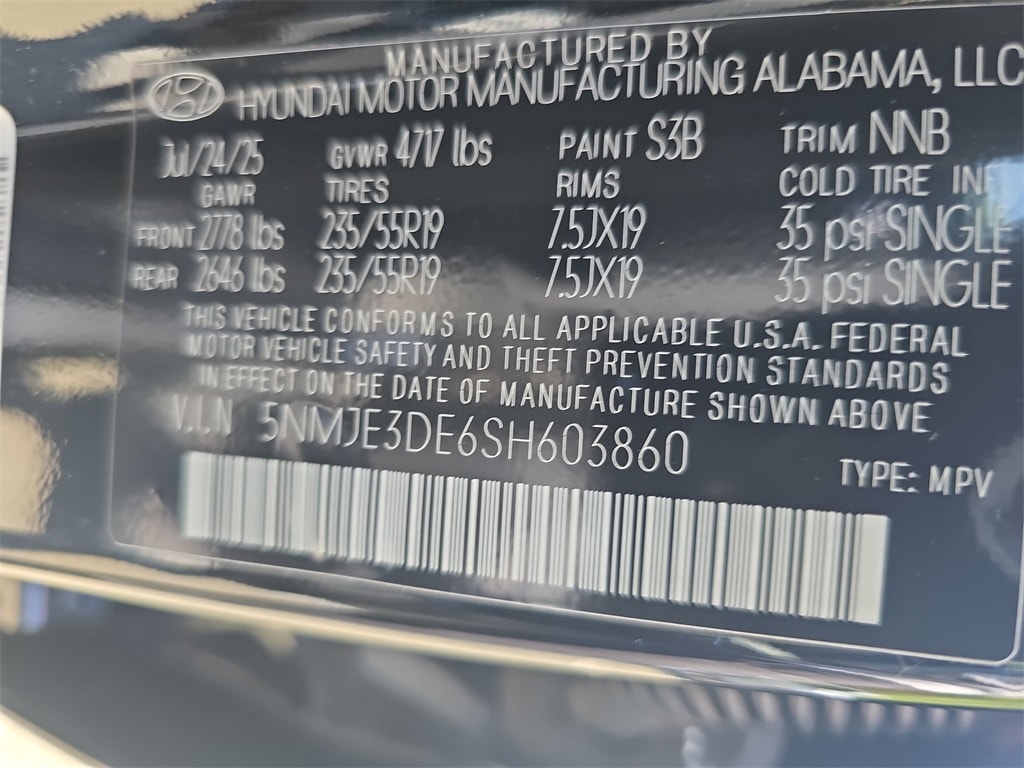 MANUFACTURED BY
HYUNDAI MOTOR MANUFACTURING ALABAMA, LLC
Jul/24/25 GVWR 4717 lbs PAINT S3B TRIM NNB
GAWR TIRES RIMS COLD TIRE INF
FRONT 2778 lbs 235/55R19 7.5JX19 35 psi SINGLE
REAR 2646 lbs 235/55R19 7.5JX19 35 psi SINGLE
THIS VEHICLE CONFORMS TO ALL APPLICABLE U.S.A. FEDERAL
MOTOR VEHICLE SAFETY AND THEFT PREVENTION STANDARDS
IN EFFECT ON THE DATE OF MANUFACTURE SHOWN ABOVE
V.I.N 5NMJE3DE6SH603860
TYPE: MPV